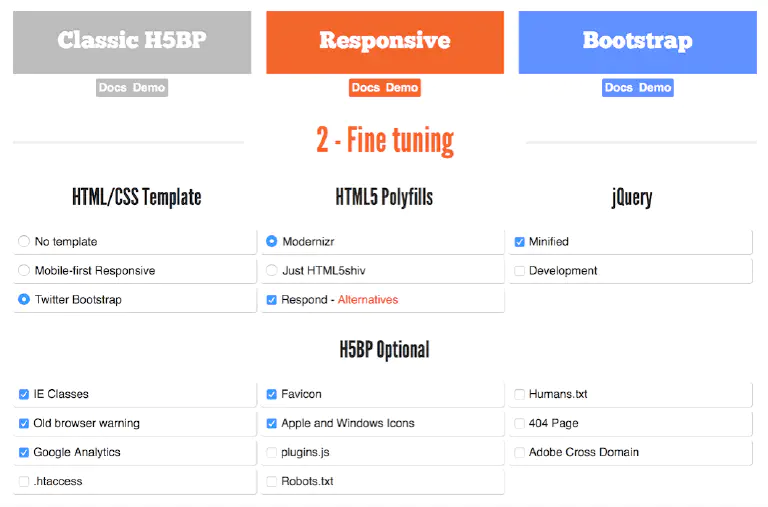 Classic H5BP
Responsive
Bootstrap
Docs Demo
Docs Demo
Docs Demo
2 - Fine tuning
HTML/CSS Template
HTML5 Polyfills
jQuery
No template
Modernizr
Minified
Mobile-first Responsive
Just HTML5shiv
Development
Twitter Bootstrap
Respond - Alternatives
H5BP Optional
IE Classes
Favicon
Humans.txt
Old browser warning
Apple and Windows Icons
404 Page
Google Analytics
plugins.js
Adobe Cross Domain
.htaccess
Robots.txt